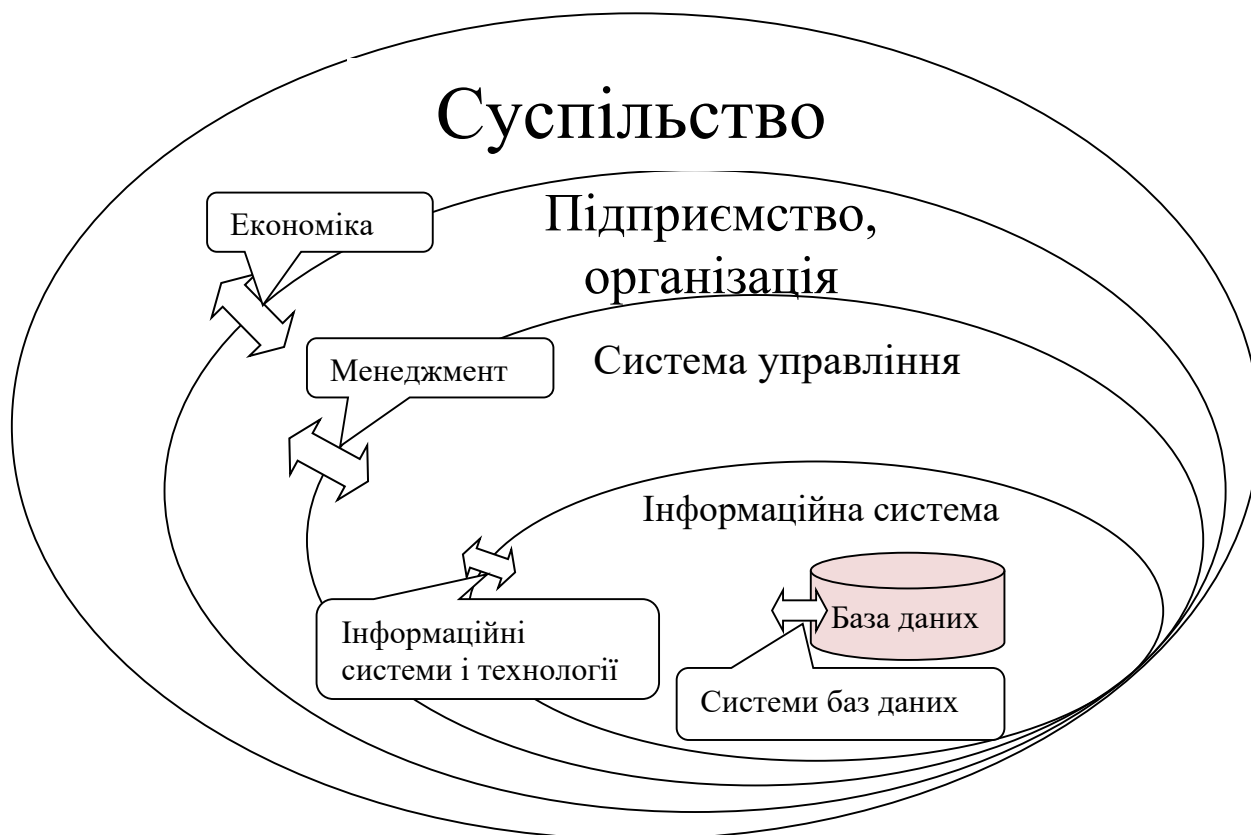 Суспільство
Економіка
Підприємство,
організація
Менеджмент
Система управління
Інформаційна система
База даних
Інформаційні
системи і технології
Системи баз даних